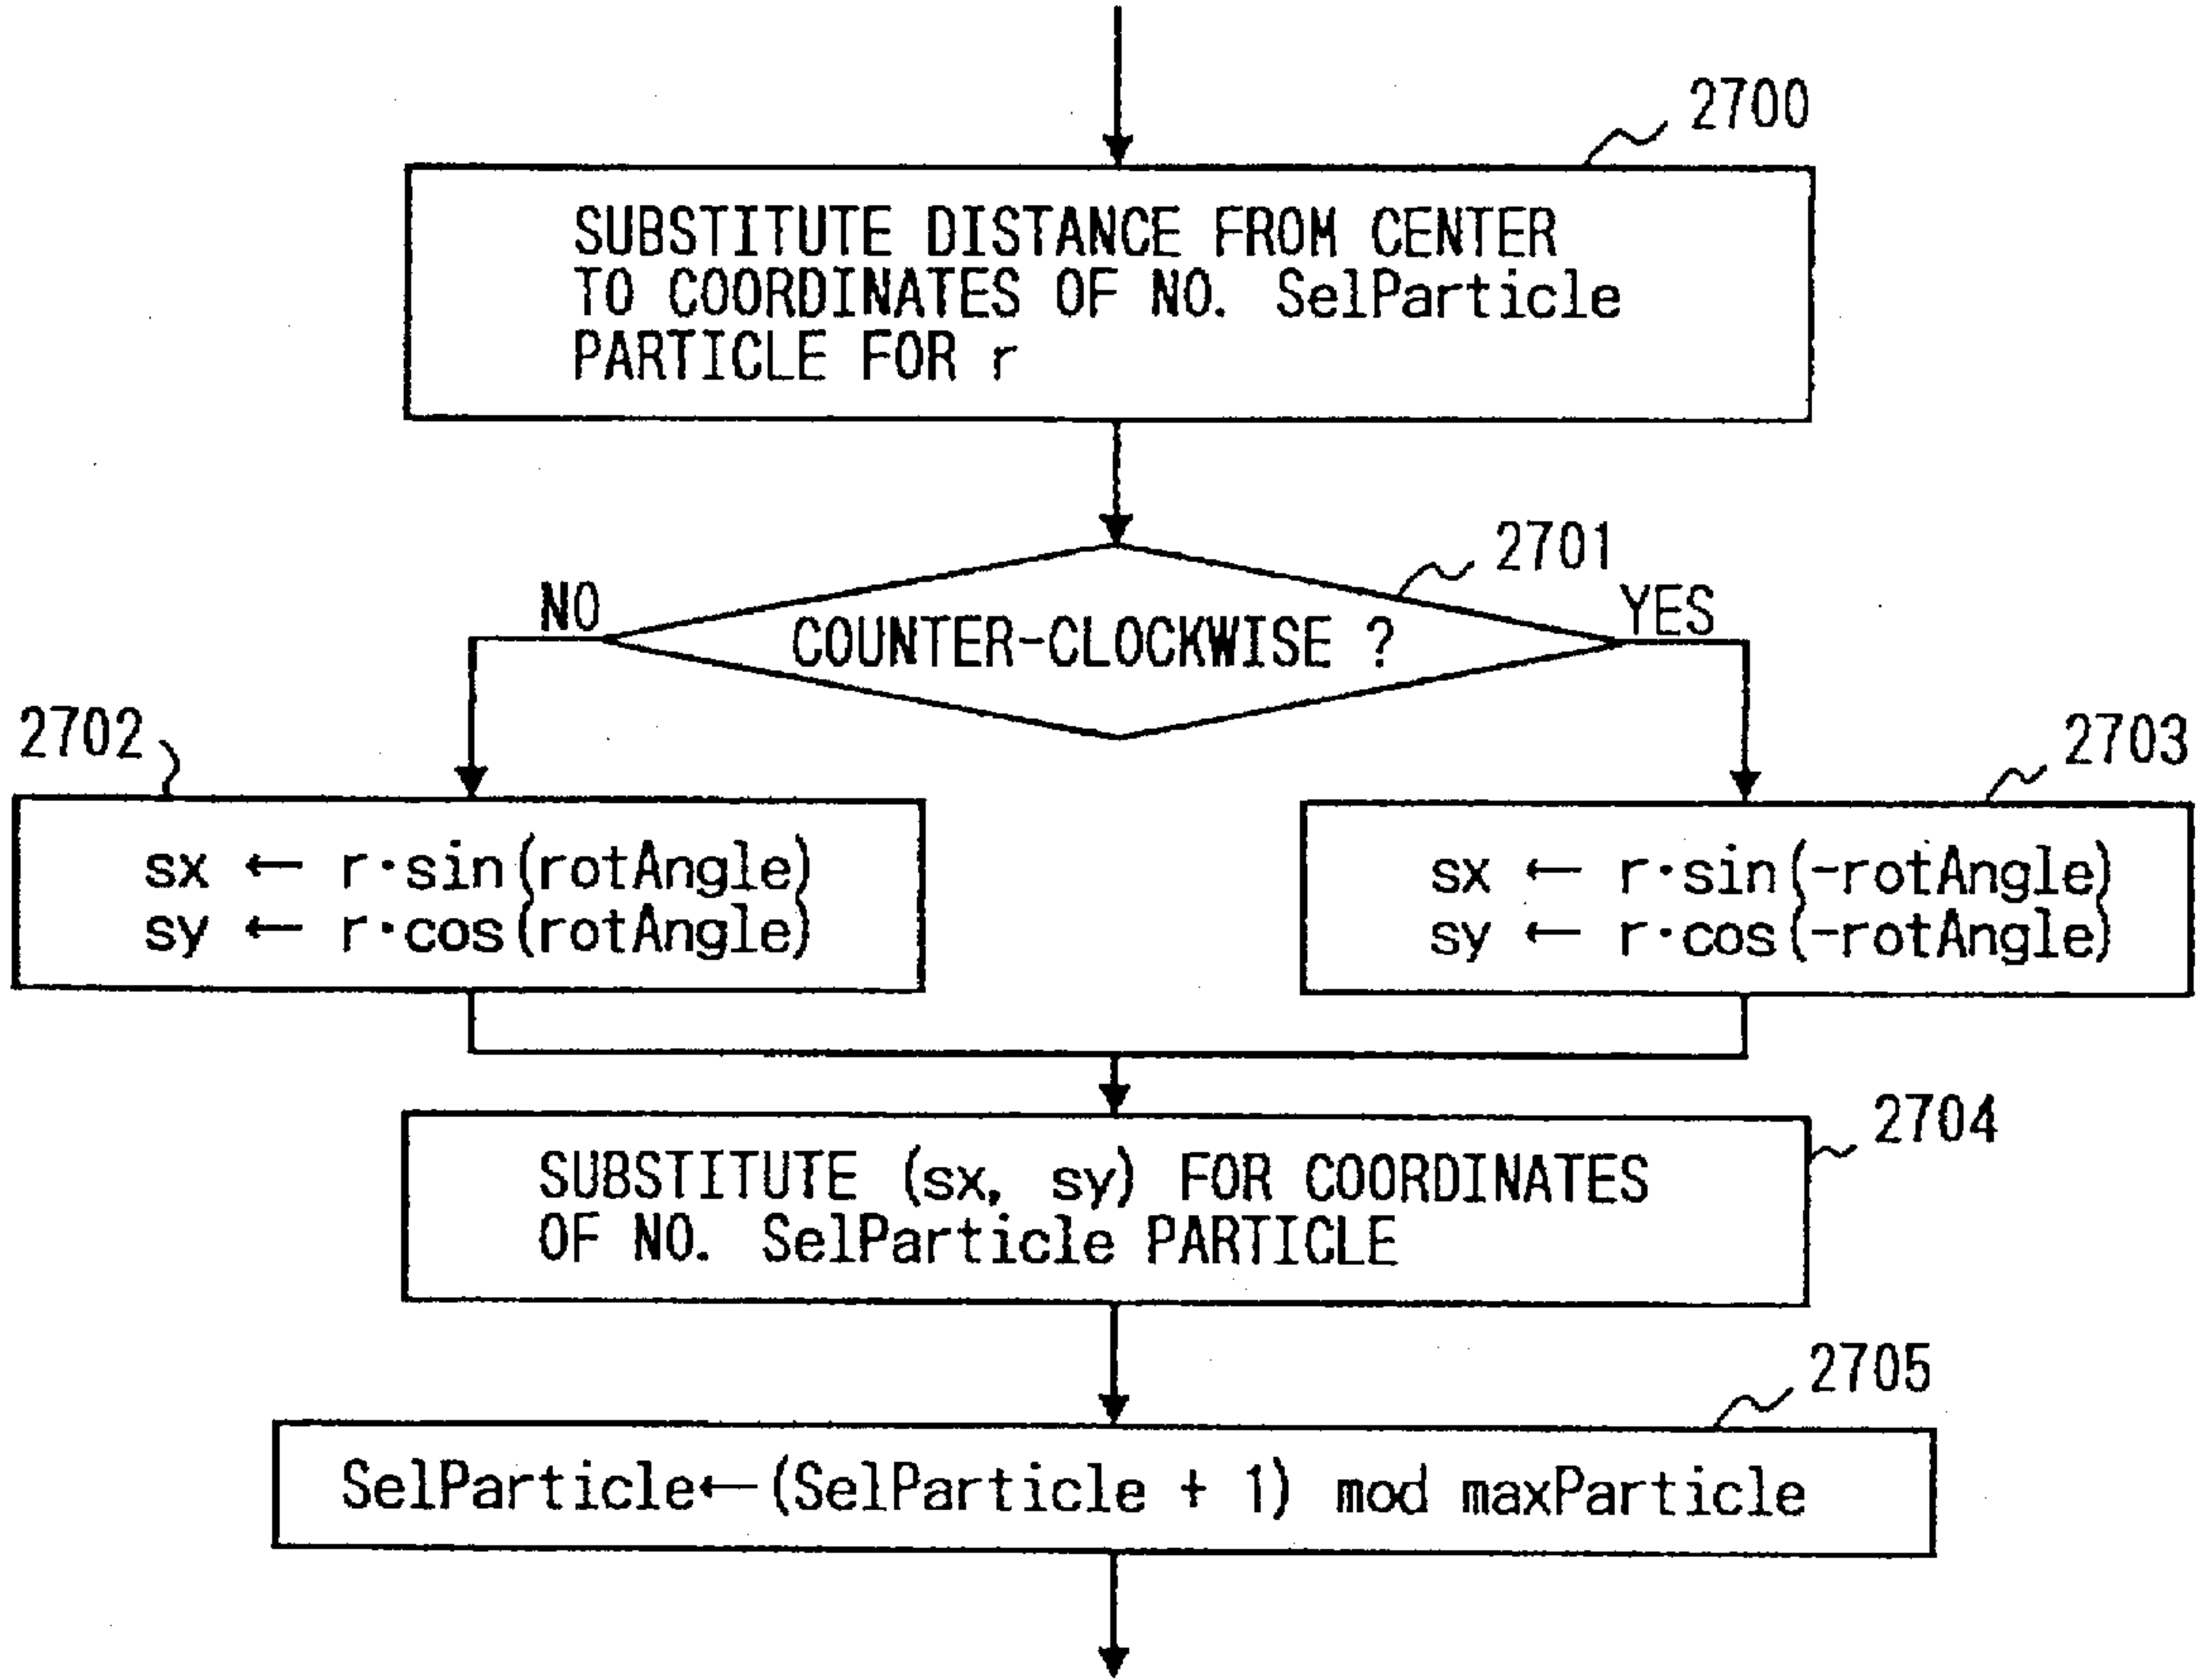 2700
SUBSTITUTE DISTANCE FROM CENTER
TO COORDINATES OF NO. SelParticle
PARTICLE FOR r
2701
NO
COUNTER-CLOCKWISE ?
YES
2702
sx ← r·sin(rotAngle)
sy ← r·cos(rotAngle)
2703
sx ← r·sin(-rotAngle)
sy ← r·cos(-rotAngle)
2704
SUBSTITUTE (sx, sy) FOR COORDINATES
OF NO. SelParticle PARTICLE
2705
SelParticle←(SelParticle + 1) mod maxParticle